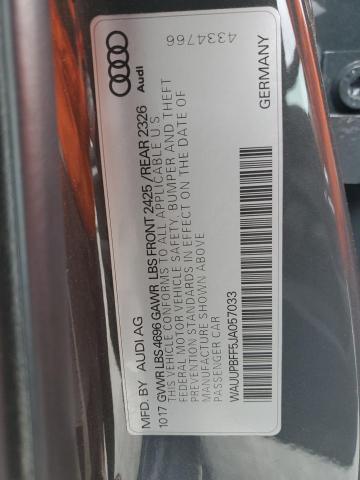 4334766
Audi
MFD. BY AUDI AG
1017 GVWR LBS 4696 GAWR LBS FRONT 2425 / REAR 2326
THIS VEHICLE CONFORMS TO ALL APPLICABLE U.S.
FEDERAL MOTOR VEHICLE SAFETY, BUMPER AND THEFT
PREVENTION STANDARDS IN EFFECT ON THE DATE OF
MANUFACTURE SHOWN ABOVE
PASSENGER CAR
WAUUPBFF5JA057033
GERMANY